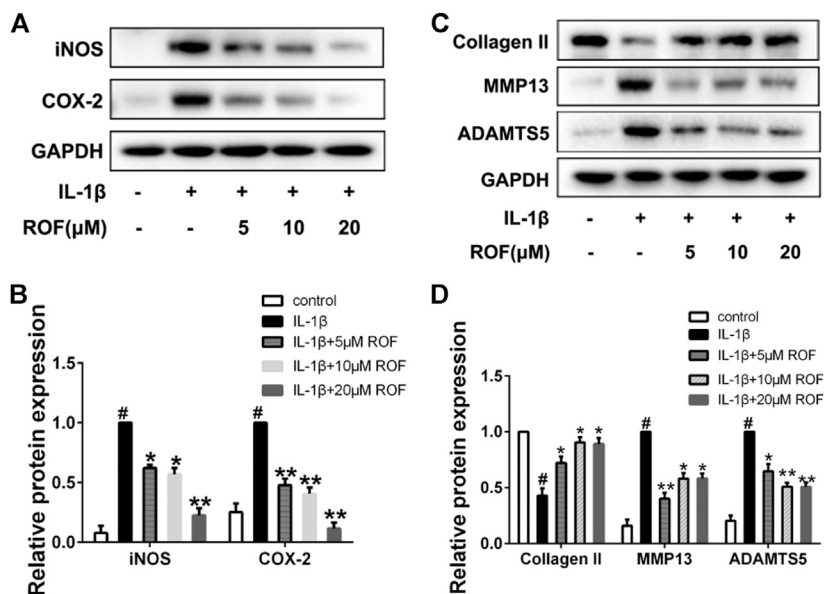 A
iNOS
COX-2
GAPDH
IL-1β - + + + +
ROF(μM) - - 5 10 20
C
Collagen II
MMP13
ADAMTS5
GAPDH
IL-1β - + + + +
ROF(μM) - - 5 10 20
B
Relative protein expression
control
IL-1β
IL-1β+5μM ROF
IL-1β+10μM ROF
IL-1β+20μM ROF
1.5
1.0
0.5
0.0
# * * **
# ** ** **
iNOS COX-2
D
Relative protein expression
control
IL-1β
IL-1β+5μM ROF
IL-1β+10μM ROF
IL-1β+20μM ROF
1.5
1.0
0.5
0.0
# * * *
# ** * *
# * ** **
Collagen II MMP13 ADAMTS5